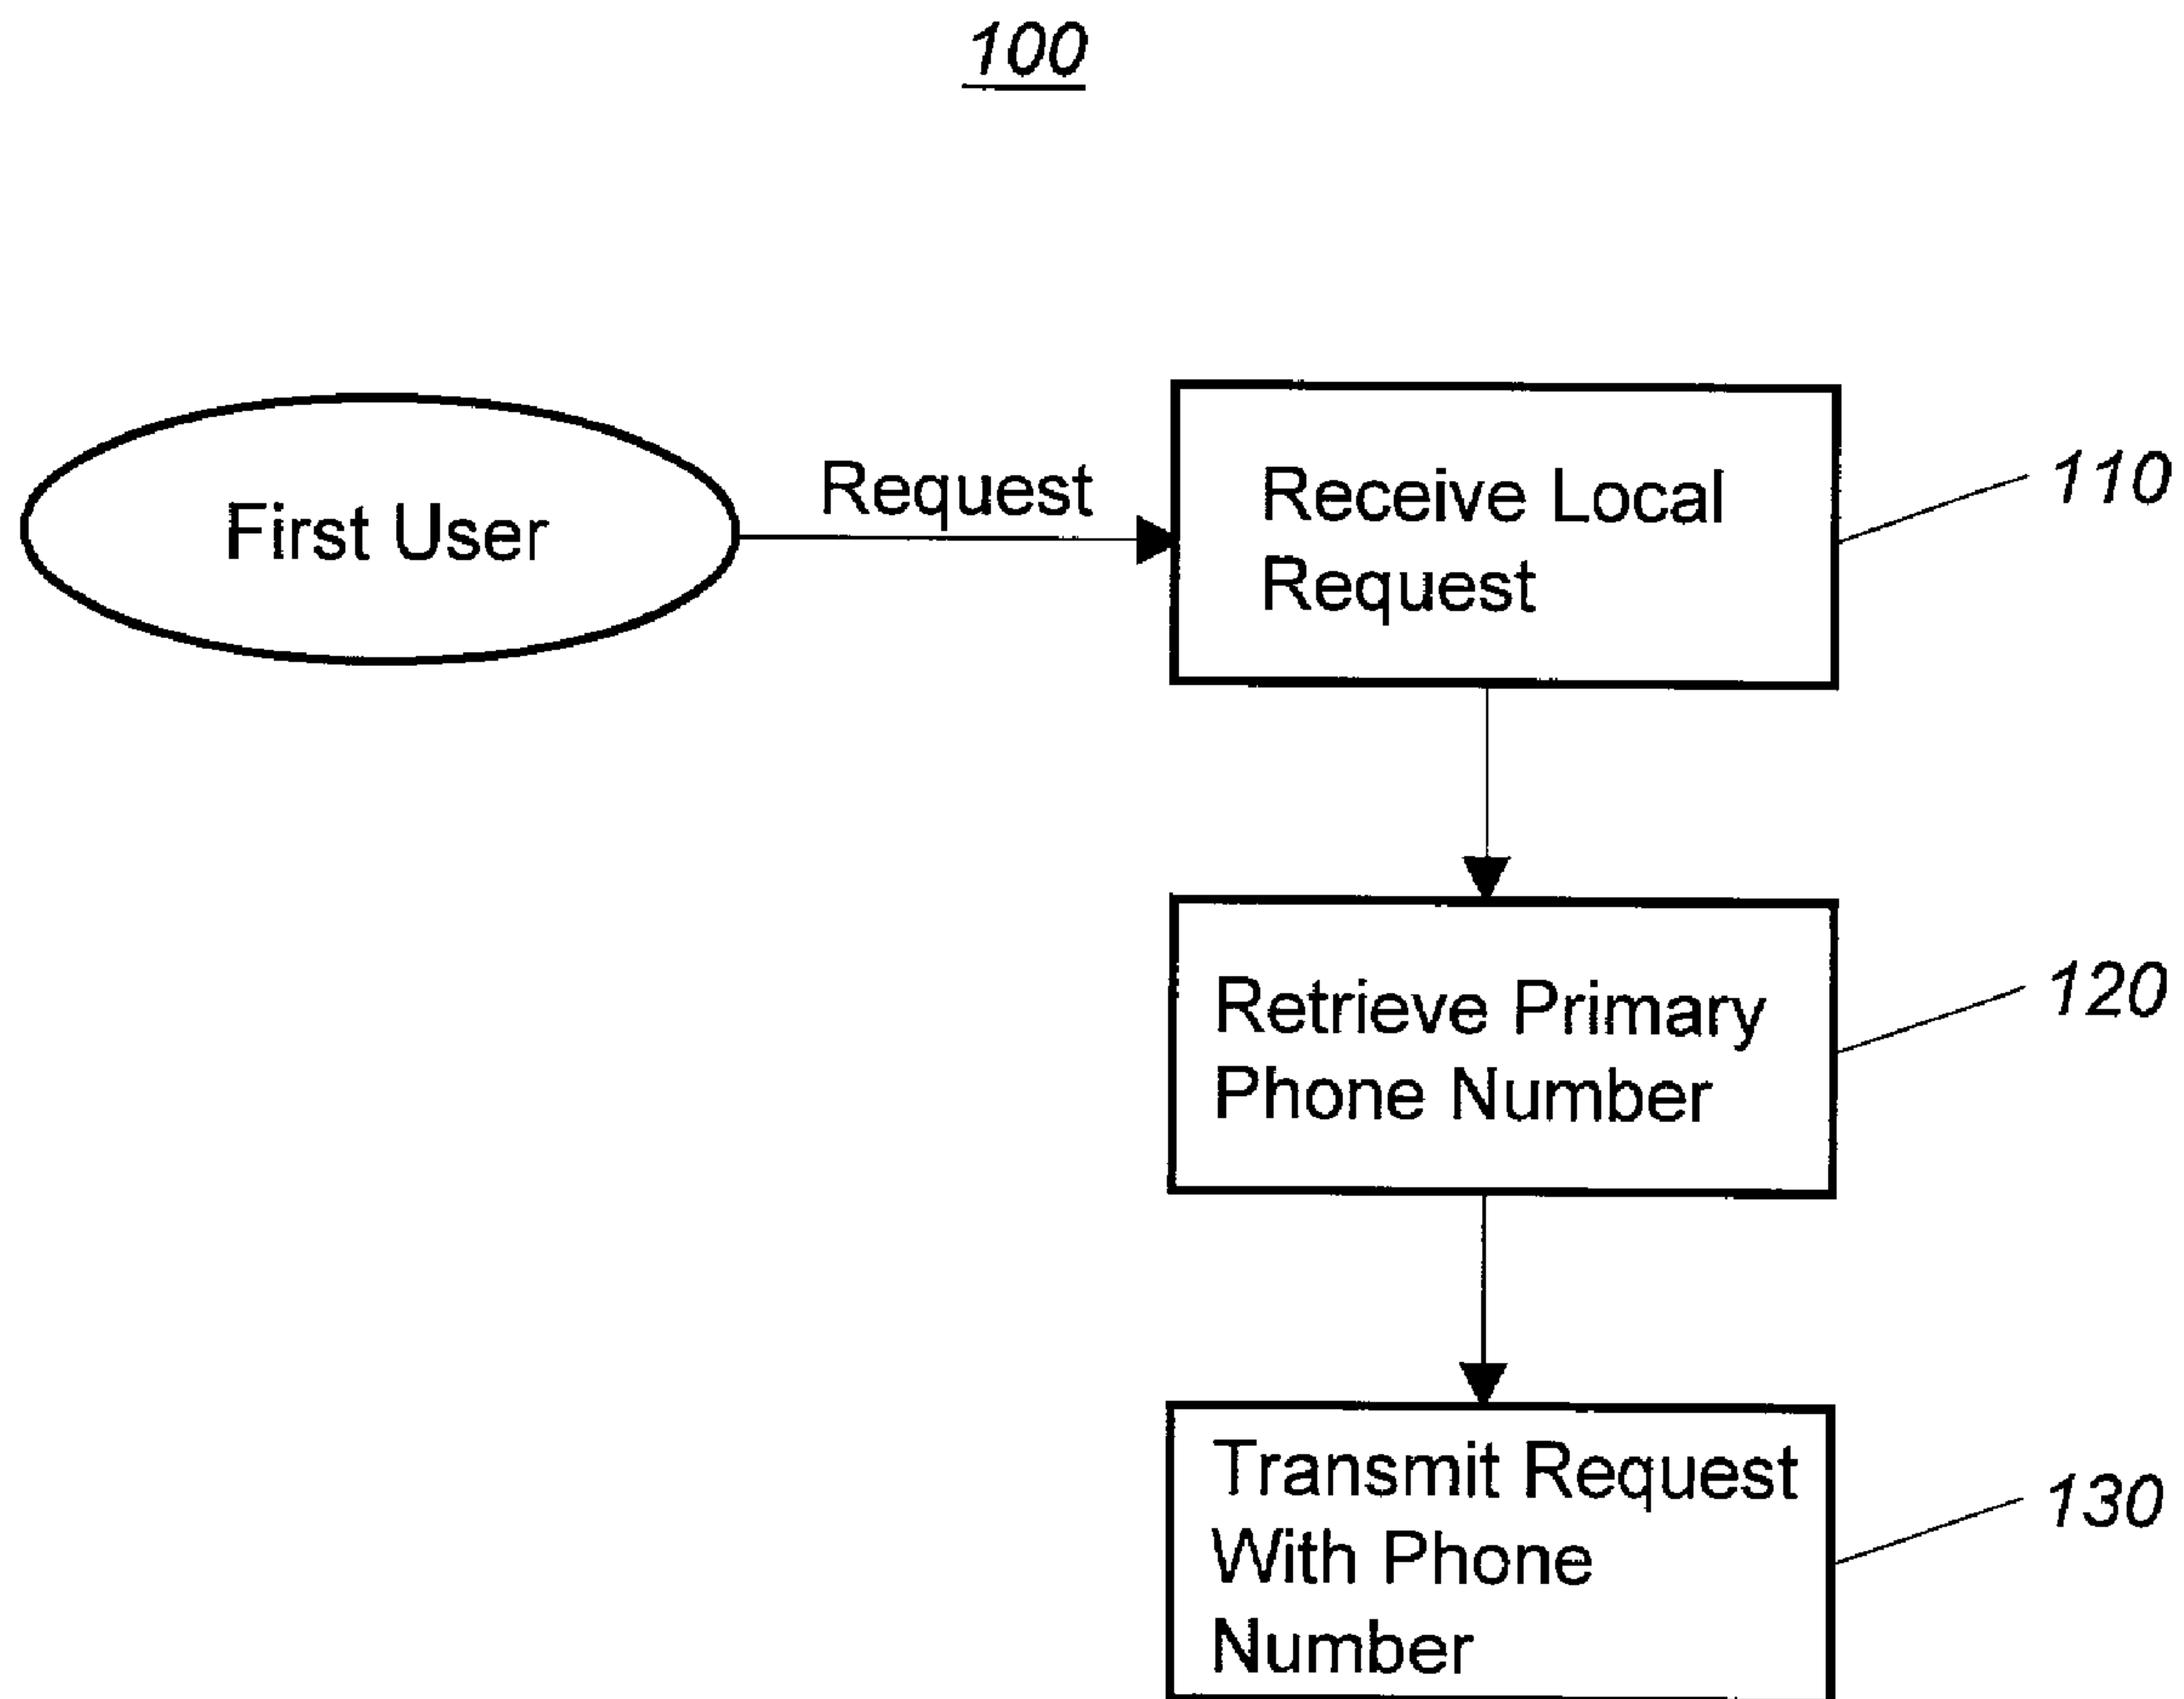 100
First User
Request
Receive Local
Request
110
Retrieve Primary
Phone Number
120
Transmit Request
With Phone
Number
130